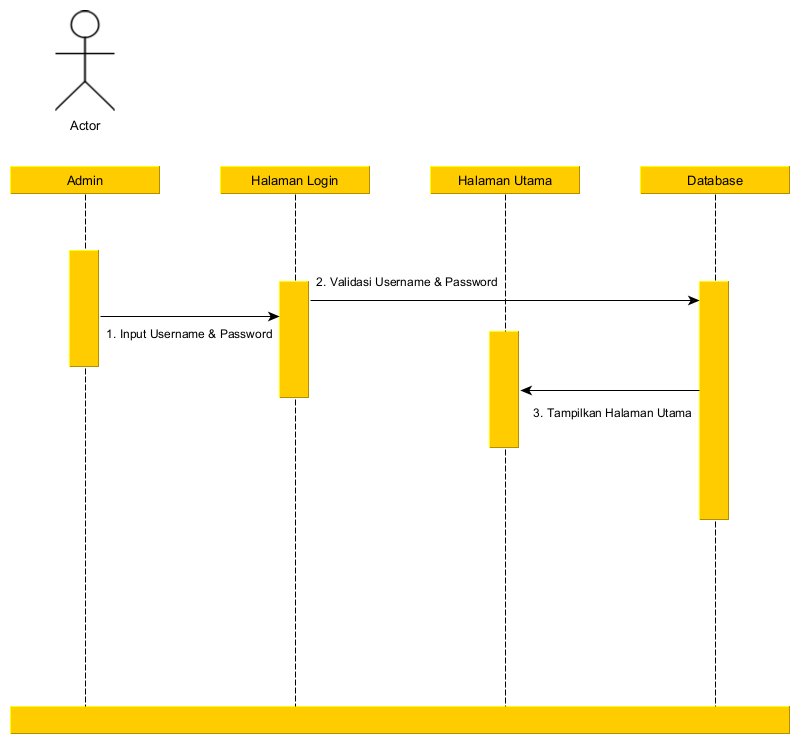 Actor
Admin
Halaman Login
Halaman Utama
Database
2. Validasi Username & Password
1. Input Username & Password
3. Tampilkan Halaman Utama